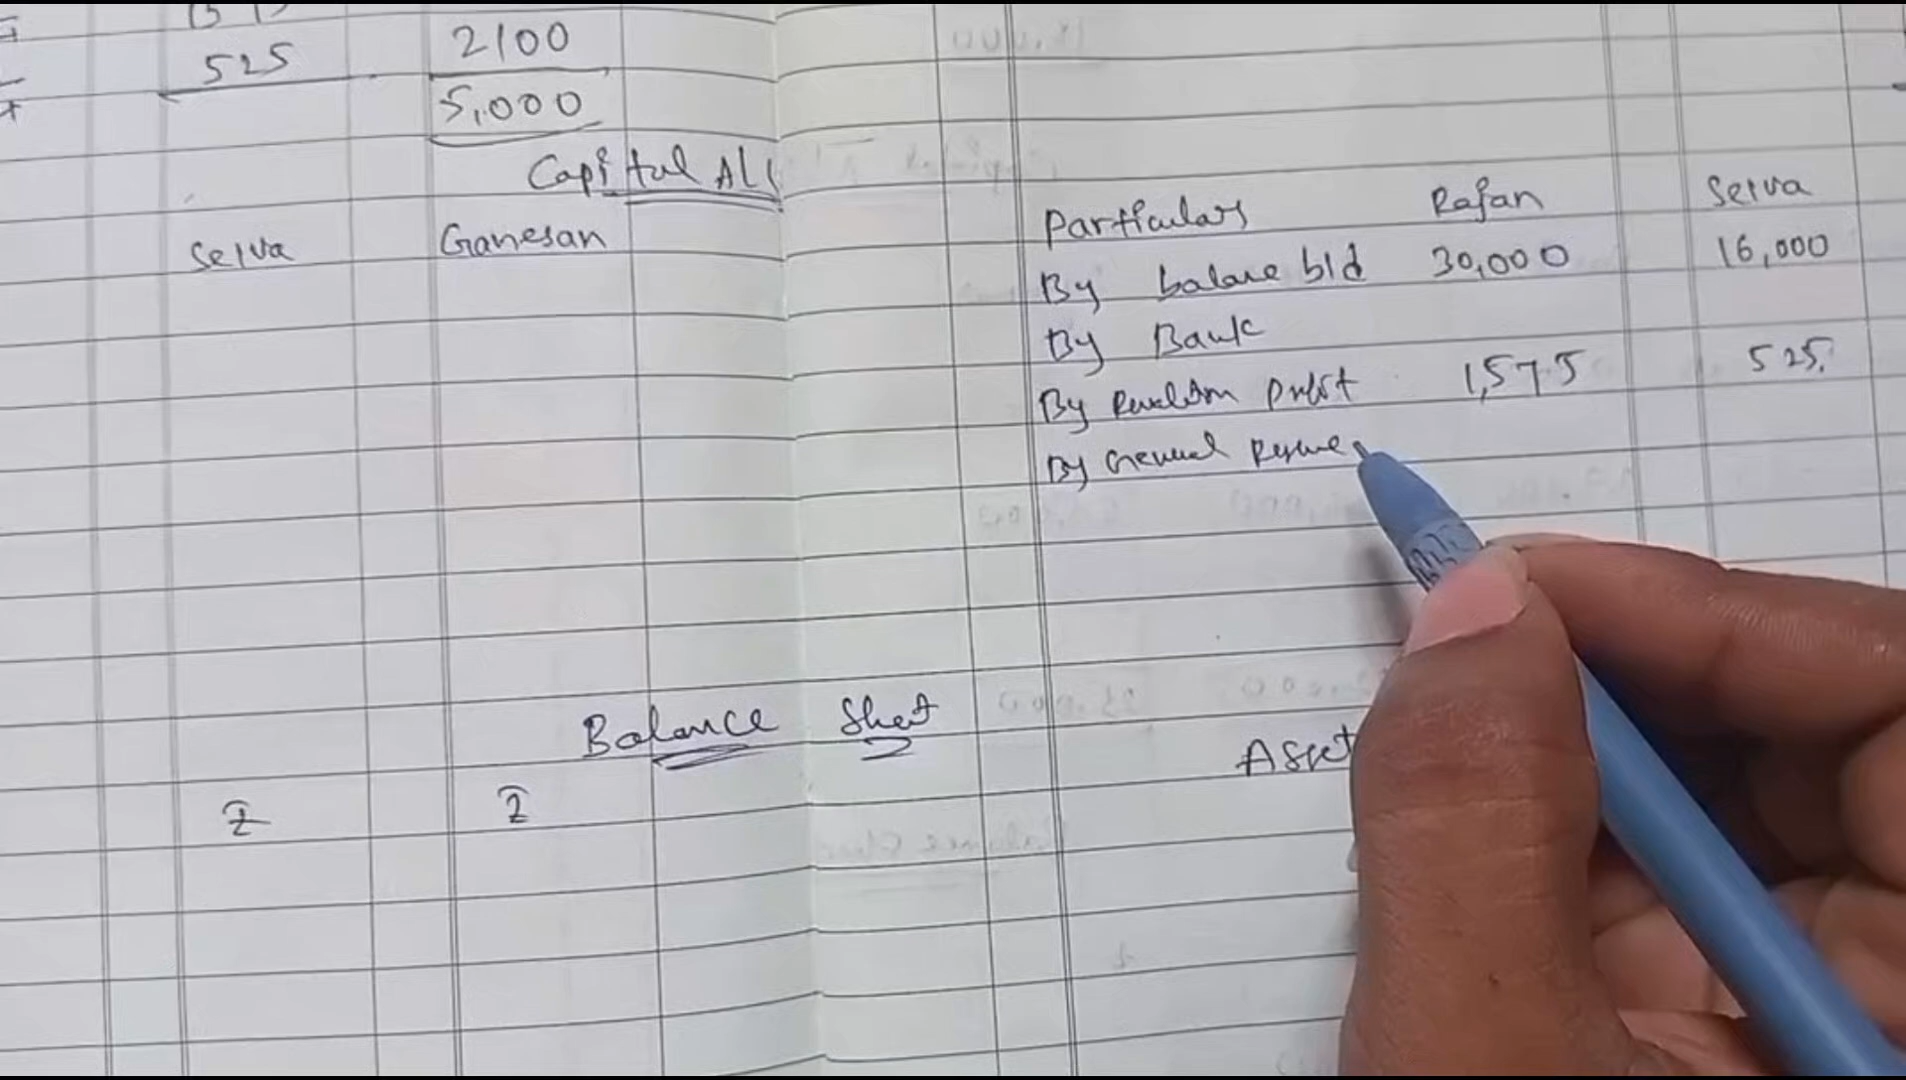 525 2100
5,000
Capital A/c
Selva Ganesan
Particulars Rajan Selva
By balance b/d 30,000 16,000
By Bank
By Revaluation profit 1,575 525
By General Reserve
Balance Sheet
Asset
₹ ₹